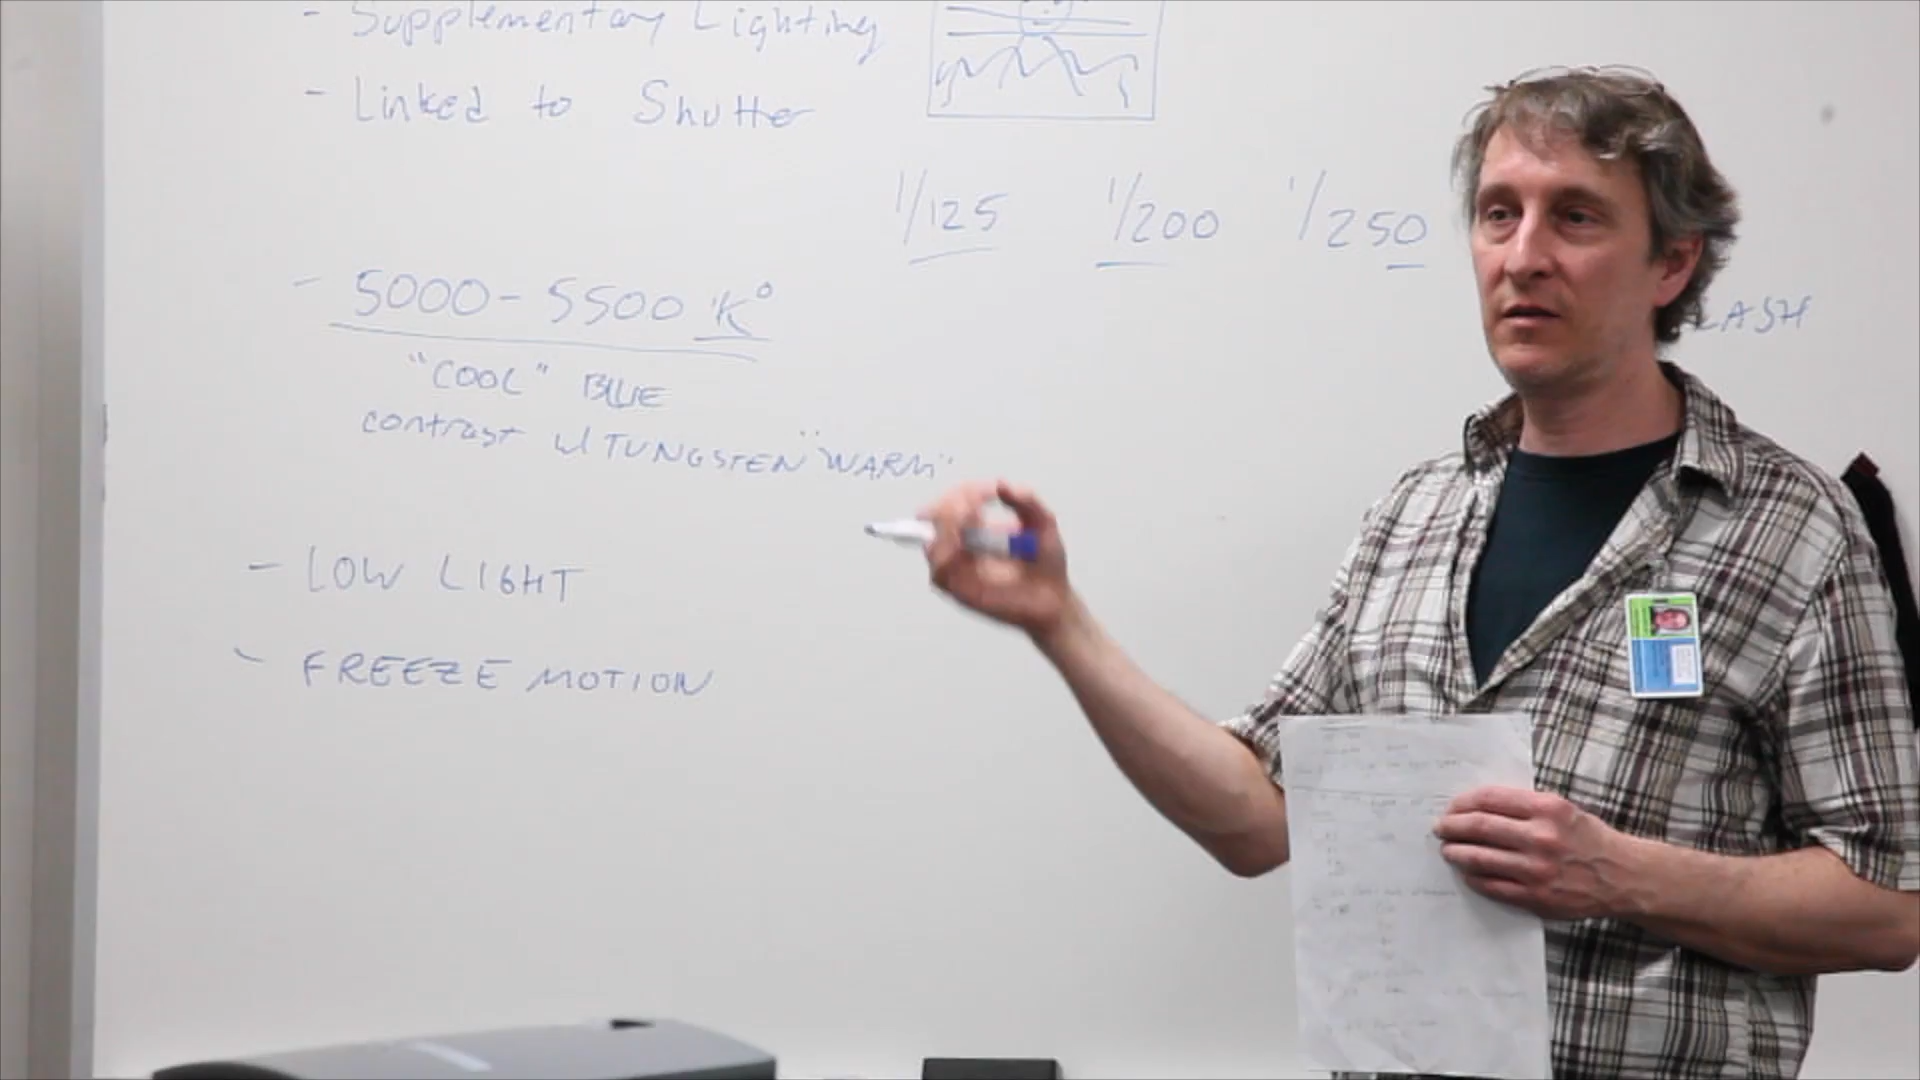 - Supplementary Lighting
- Linked to Shutter
1/125 1/200 1/250
- 5000-5500 K°
"COOL" BLUE
contrast w/ TUNGSTEN "WARM"
LASH
- LOW LIGHT
- FREEZE MOTION